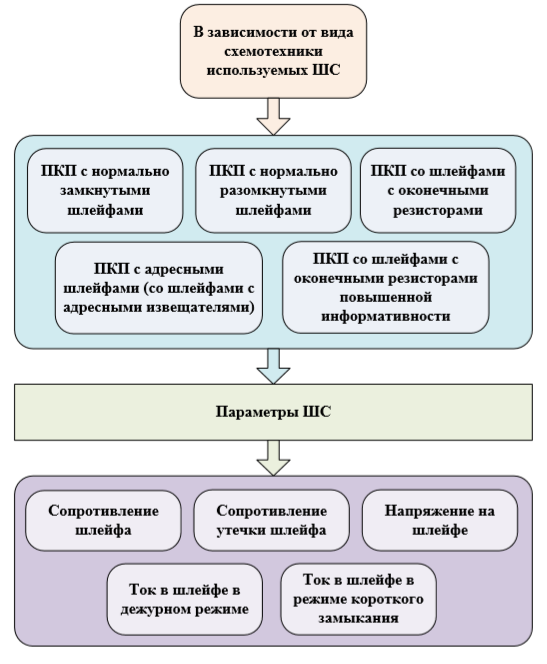 В зависимости от вида
схемотехники
используемых ШС
ПКП с нормально
замкнутыми
шлейфами
ПКП с нормально
разомкнутыми
шлейфами
ПКП со шлейфами
с оконечными
резисторами
ПКП с адресными
шлейфами (со шлейфами с
адресными извещателями)
ПКП со шлейфами с
оконечными резисторами
повышенной
информативности
Параметры ШС
Сопротивление
шлейфа
Сопротивление
утечки шлейфа
Напряжение на
шлейфе
Ток в шлейфе в
дежурном режиме
Ток в шлейфе в
режиме короткого
замыкания